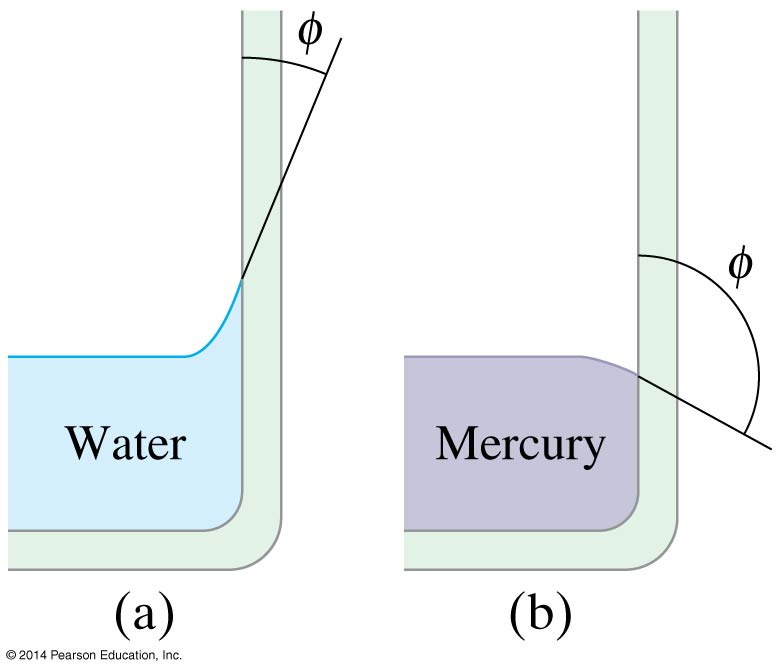 ϕ
ϕ
Water
Mercury
(a)
(b)
© 2014 Pearson Education, Inc.